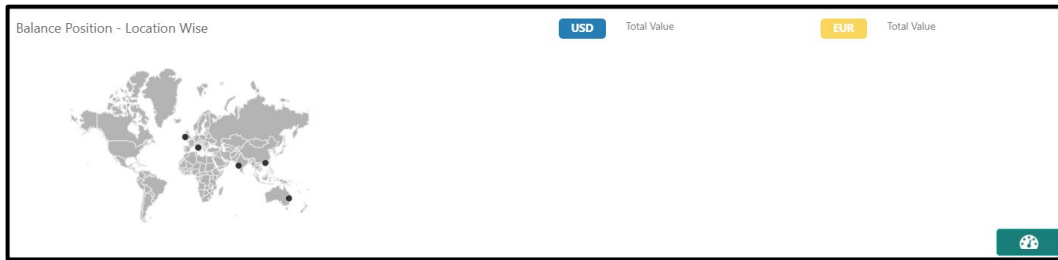 Balance Position - Location Wise
USD Total Value
EUR Total Value